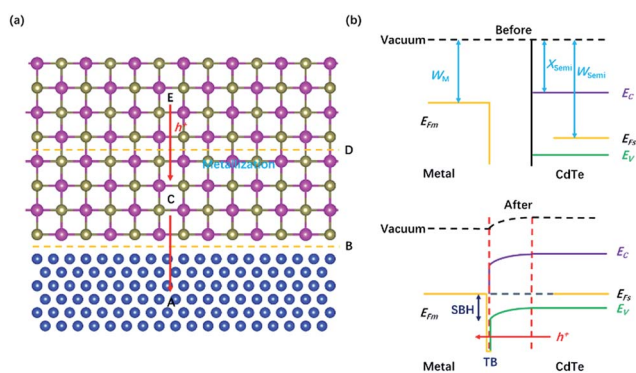 (a)
E
h⁺
D
Metallization
C
B
A
(b)
Before
Vacuum
W_M
X_Semi
W_Semi
E_C
E_Fm
E_Fs
E_V
Metal
CdTe
After
Vacuum
E_C
SBH
E_Fs
E_Fm
E_V
h⁺
Metal
TB
CdTe